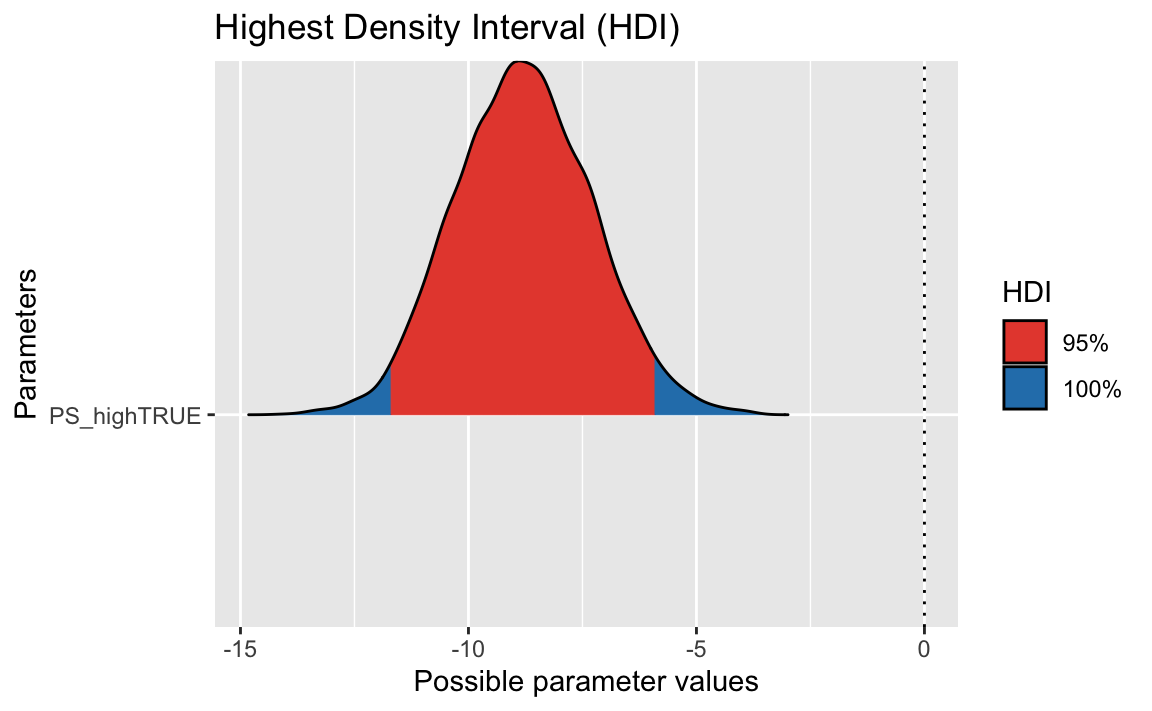 Highest Density Interval (HDI)
Parameters
PS_highTRUE
-15
-10
-5
0
Possible parameter values
HDI
95%
100%